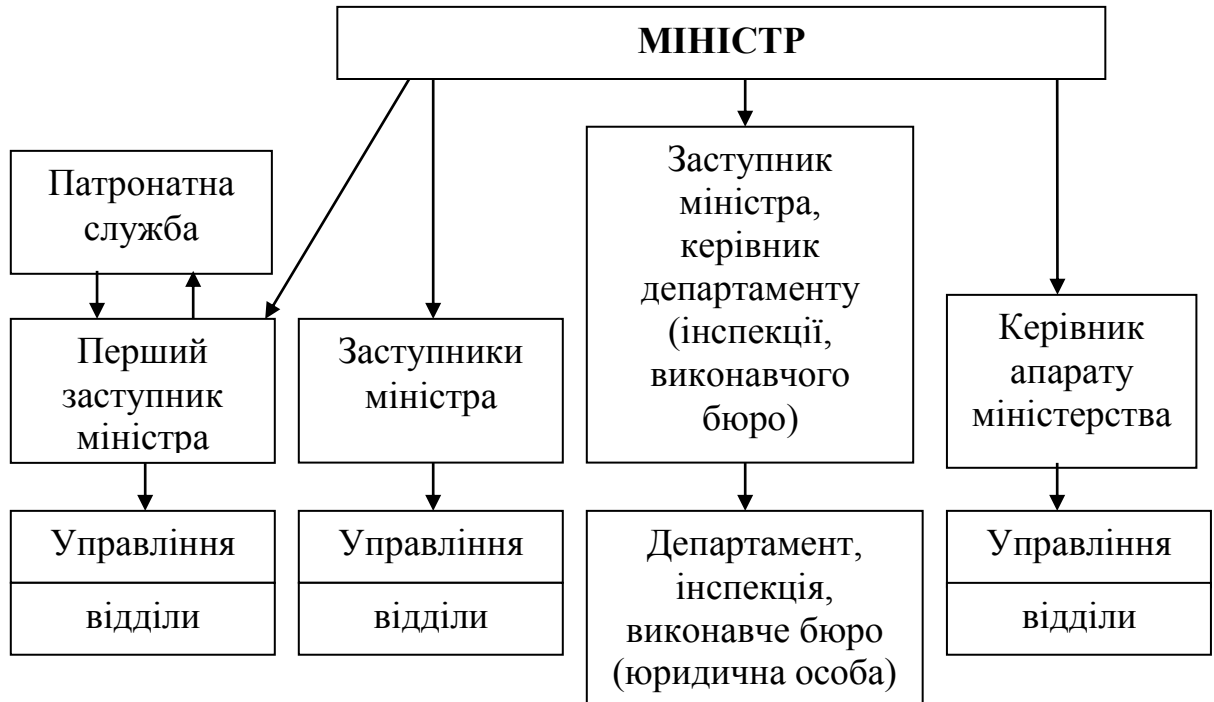 МІНІСТР
Патронатна
служба
Перший
заступник
міністра
Управління
відділи
Заступники
міністра
Управління
відділи
Заступник
міністра,
керівник
департаменту
(інспекції,
виконавчого
бюро)
Департамент,
інспекція,
виконавче бюро
(юридична особа)
Керівник
апарату
міністерства
Управління
відділи